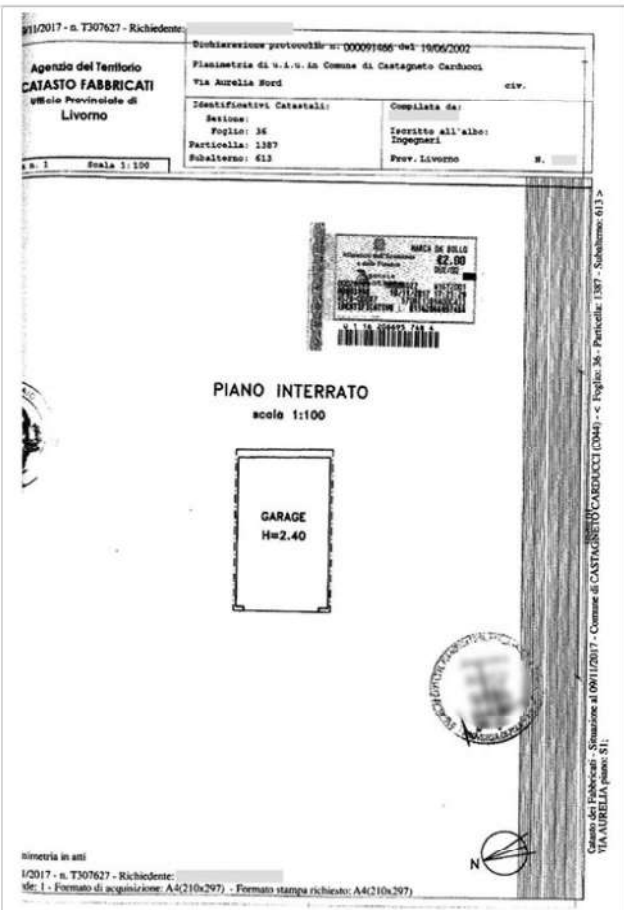 /11/2017 - n. T307627 - Richiedente:
Agenzia del Territorio
CATASTO FABBRICATI
Ufficio Provinciale di
Livorno
Dichiarazione protocollo n. 000091466 del 19/06/2002
Planimetria di u.i.u. in Comune di Castagneto Carducci
Via Aurelia Nord
civ.
Identificativi Catastali:
Sezione:
Foglio: 36
Particella: 1387
Subalterno: 613
Compilata da:
Iscritto all'albo:
Ingegneri
Prov. Livorno
N.
n. 1
Scala 1:100
MARCA DA BOLLO
€2.00
DUE/00
PIANO INTERRATO
scala 1:100
GARAGE
H=2.40
N
nimetria in atti
/2017 - n. T307627 - Richiedente:
de: 1 - Formato di acquisizione: A4(210x297) - Formato stampa richiesto: A4(210x297)
Catasto dei Fabbricati - Situazione al 09/11/2017 - Comune di CASTAGNETO CARDUCCI (C044) - < Foglio: 36 - Particella: 1387 - Subalterno: 613 >
VIA AURELIA piano: S1;